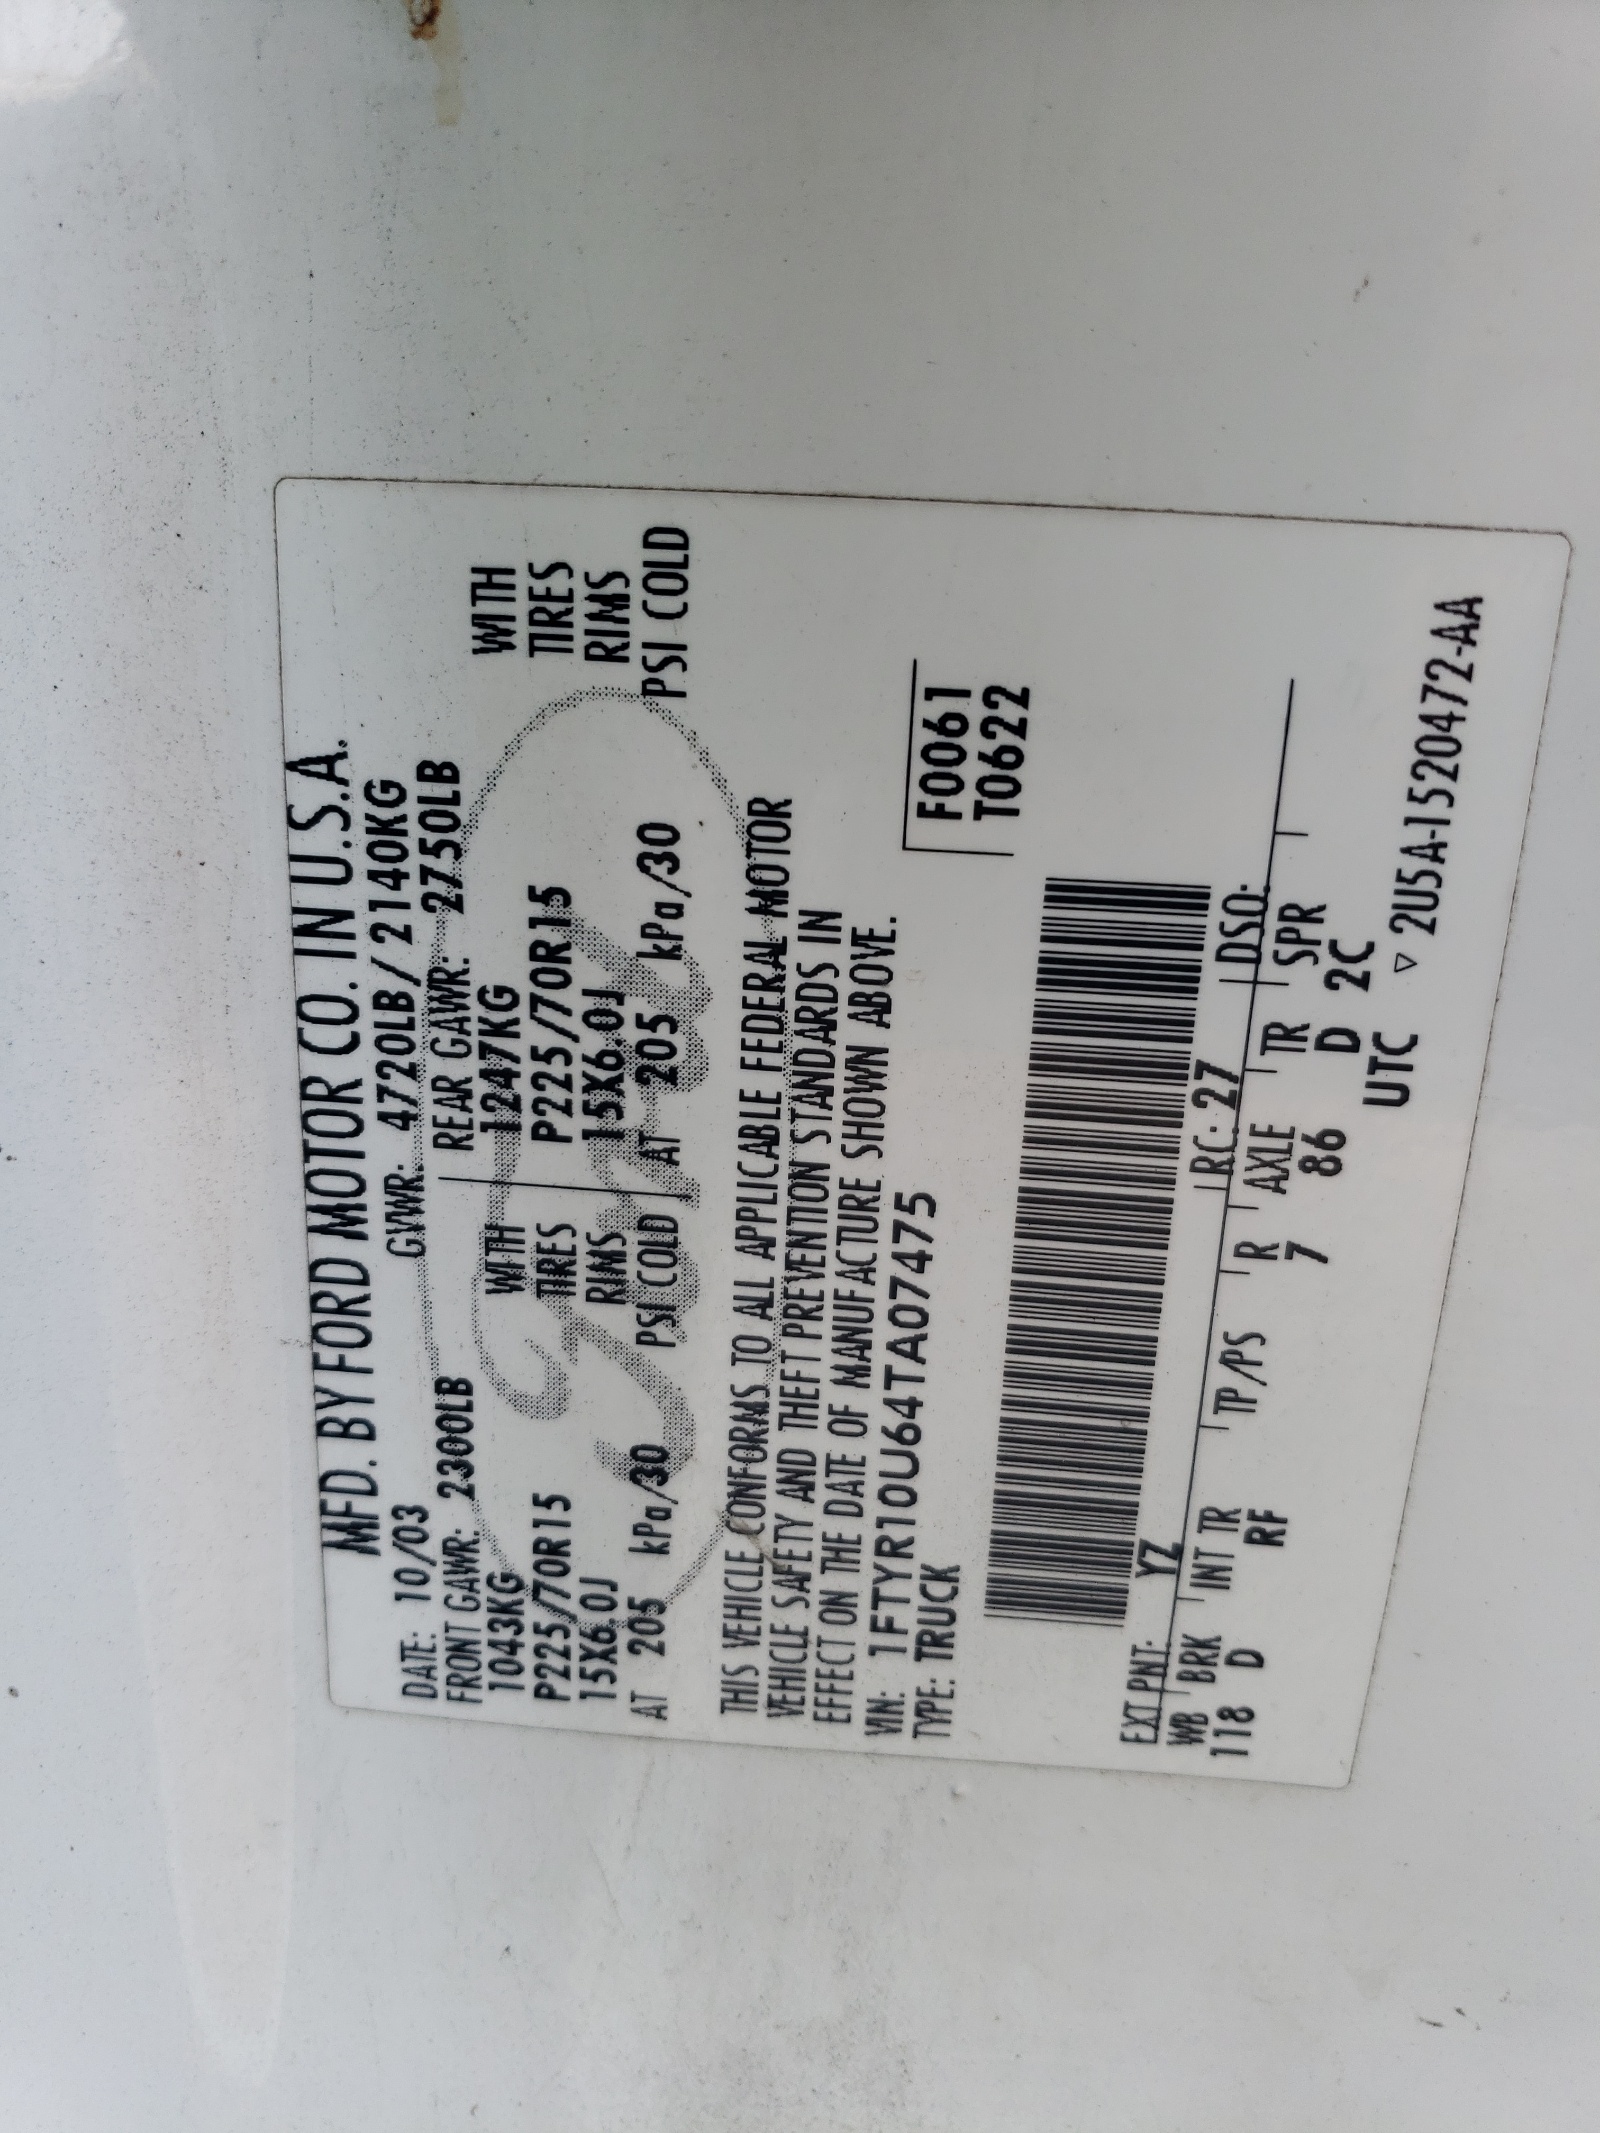 MFD. BY FORD MOTOR CO. IN U.S.A.
DATE: 10/03 GVWR: 4720LB/ 2140KG
FRONT GAWR: 2300LB REAR GAWR: 2750LB
1043KG WITH 1247KG WITH
P225/70R15 TIRES P225/70R15 TIRES
15X6.0J RIMS 15X6.0J RIMS
AT 205 kPa/30 PSI COLD AT 205 kPa/30 PSI COLD
THIS VEHICLE CONFORMS TO ALL APPLICABLE FEDERAL MOTOR
VEHICLE SAFETY AND THEFT PREVENTION STANDARDS IN
EFFECT ON THE DATE OF MANUFACTURE SHOWN ABOVE.
VIN: 1FTYR10U64TA07475
TYPE: TRUCK
F0061
T0622
EXT PNT: YZ RC: 27 DSO:
WB BRK INT TR TP/PS R AXLE TR SPR
118 D RF 7 86 D 2C
UTC ▽ 2U5A-1520472-AA
Ford